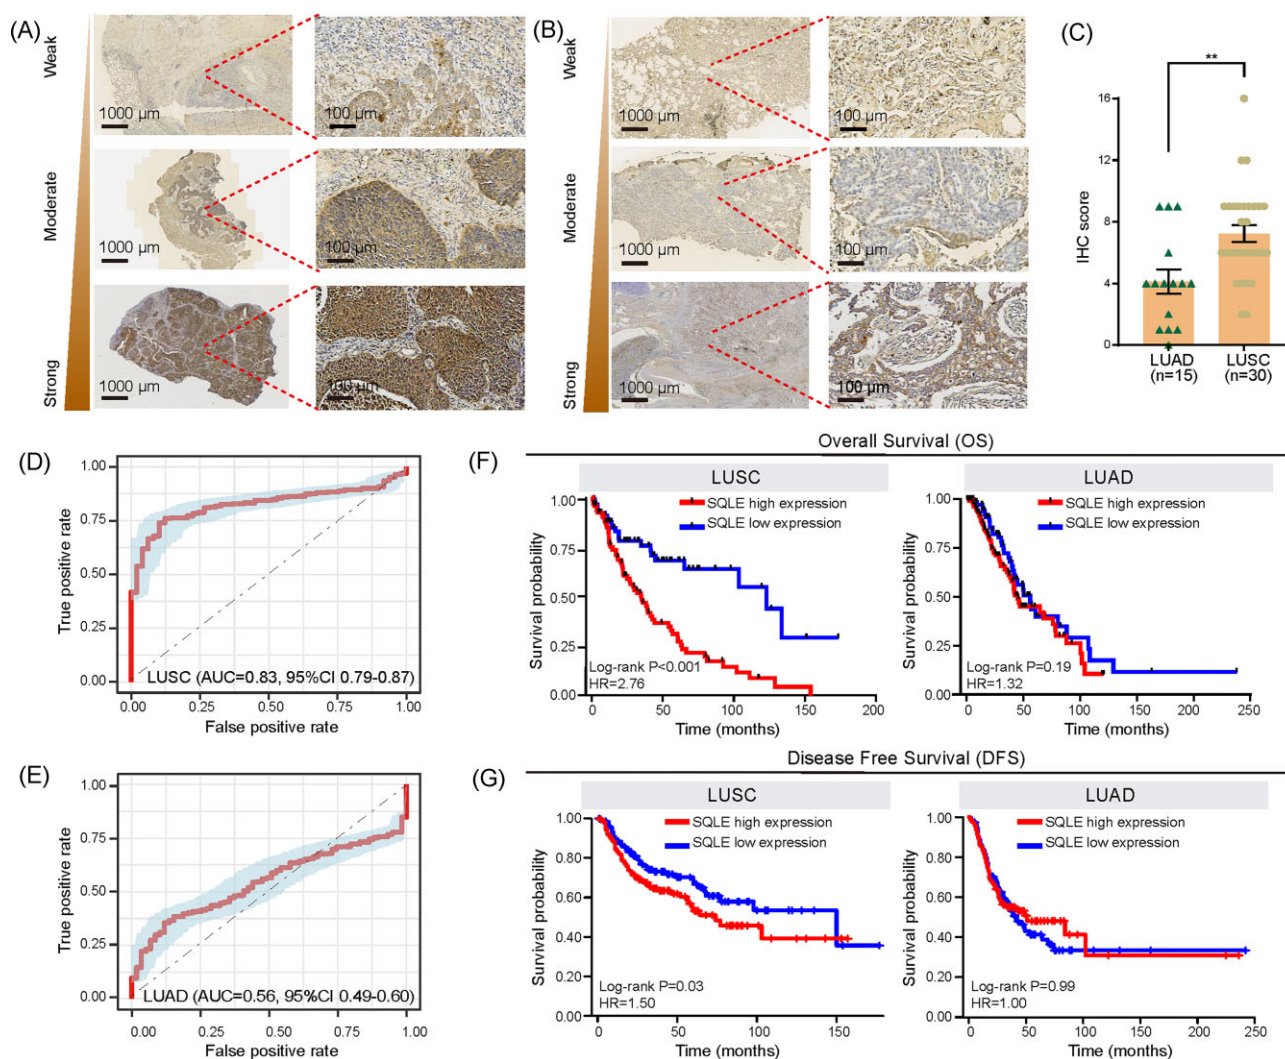 (A)
Weak
1000 µm
100 µm
Moderate
1000 µm
100 µm
Strong
1000 µm
100 µm
(B)
Weak
1000 µm
100 µm
Moderate
1000 µm
100 µm
Strong
1000 µm
100 µm
(C)
**
IHC score
16
12
8
4
0
LUAD
(n=15)
LUSC
(n=30)
(D)
True positive rate
1.00
0.75
0.50
0.25
0.00
LUSC (AUC=0.83, 95%CI 0.79-0.87)
0.00 0.25 0.50 0.75 1.00
False positive rate
(E)
True positive rate
1.00
0.75
0.50
0.25
0.00
LUAD (AUC=0.56, 95%CI 0.49-0.60)
0.00 0.25 0.50 0.75 1.00
False positive rate
Overall Survival (OS)
(F)
LUSC
SQLE high expression
SQLE low expression
Survival probability
1.00
0.75
0.50
0.25
0.00
Log-rank P<0.001
HR=2.76
0 50 100 150 200
Time (months)
LUAD
SQLE high expression
SQLE low expression
Survival probability
1.00
0.75
0.50
0.25
0.00
Log-rank P=0.19
HR=1.32
0 50 100 150 200 250
Time (months)
Disease Free Survival (DFS)
(G)
LUSC
SQLE high expression
SQLE low expression
Survival probability
1.00
0.80
0.60
0.40
0.20
0.00
Log-rank P=0.03
HR=1.50
0 50 100 150
Time (months)
LUAD
SQLE high expression
SQLE low expression
Survival probability
1.00
0.80
0.60
0.40
0.20
0.00
Log-rank P=0.99
HR=1.00
0 50 100 150 200 250
Time (months)